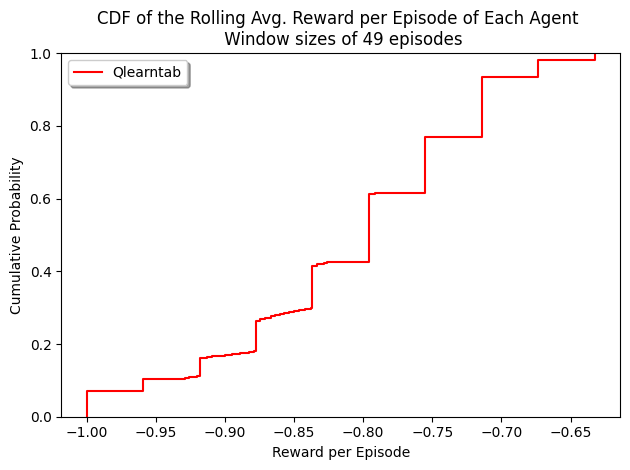 CDF of the Rolling Avg. Reward per Episode of Each Agent
Window sizes of 49 episodes
Qlearntab
1.0
0.8
0.6
0.4
0.2
0.0
Cumulative Probability
−1.00 −0.95 −0.90 −0.85 −0.80 −0.75 −0.70 −0.65
Reward per Episode